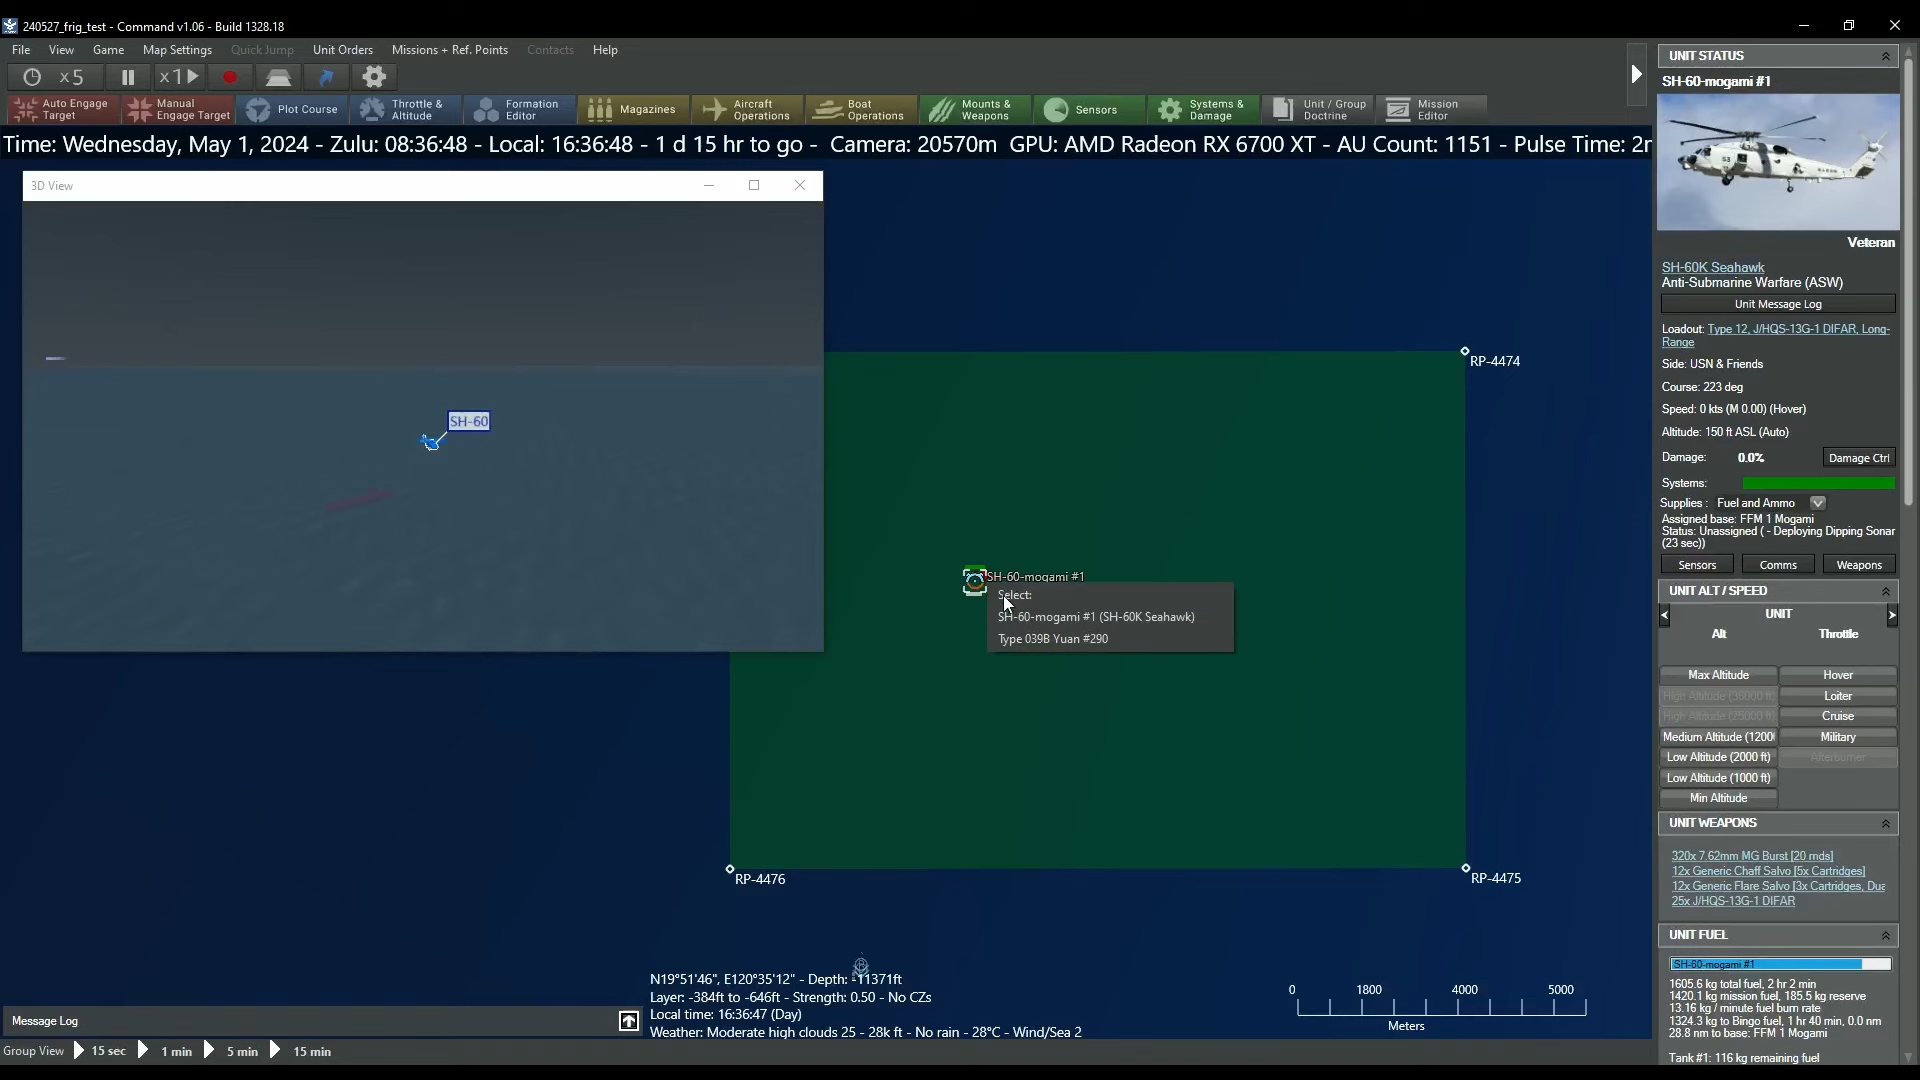 240527_frig_test - Command v1.06 - Build 1328.18
File View Game Map Settings Quick Jump Unit Orders Missions + Ref. Points Contacts Help
x 5 x1
Auto Engage Target
Manual Engage Target
Plot Course
Throttle & Altitude
Formation Editor
Magazines
Aircraft Operations
Boat Operations
Mounts & Weapons
Sensors
Systems & Damage
Unit / Group Doctrine
Mission Editor
Time: Wednesday, May 1, 2024 - Zulu: 08:36:48 - Local: 16:36:48 - 1 d 15 hr to go - Camera: 20570m GPU: AMD Radeon RX 6700 XT - AU Count: 1151 - Pulse Time: 2m
3D View
SH-60
RP-4474
SH-60-mogami #1
Select:
SH-60-mogami #1 (SH-60K Seahawk)
Type 039B Yuan #290
RP-4476
RP-4475
N19°51'46", E120°35'12" - Depth: -11371ft
Layer: -384ft to -646ft - Strength: 0.50 - No CZs
Local time: 16:36:47 (Day)
Weather: Moderate high clouds 25 - 28k ft - No rain - 28°C - Wind/Sea 2
0 1800 4000 5000
Meters
Message Log
Group View 15 sec 1 min 5 min 15 min
UNIT STATUS
SH-60-mogami #1
Veteran
SH-60K Seahawk
Anti-Submarine Warfare (ASW)
Unit Message Log
Loadout: Type 12, J/HQS-13G-1 DIFAR, Long-
Range
Side: USN & Friends
Course: 223 deg
Speed: 0 kts (M 0.00) (Hover)
Altitude: 150 ft ASL (Auto)
Damage: 0.0% Damage Ctrl
Systems:
Supplies : Fuel and Ammo
Assigned base: FFM 1 Mogami
Status: Unassigned ( - Deploying Dipping Sonar
(23 sec))
Sensors Comms Weapons
UNIT ALT / SPEED
< UNIT >
Alt Throttle
Max Altitude Hover
High Altitude (36000 ft) Loiter
High Altitude (25000 ft) Cruise
Medium Altitude (12000 Military
Low Altitude (2000 ft) Afterburner
Low Altitude (1000 ft)
Min Altitude
UNIT WEAPONS
320x 7.62mm MG Burst [20 rnds]
12x Generic Chaff Salvo [5x Cartridges]
12x Generic Flare Salvo [3x Cartridges, Dua
25x J/HQS-13G-1 DIFAR
UNIT FUEL
SH-60-mogami #1
1605.6 kg total fuel, 2 hr 2 min
1420.1 kg mission fuel, 185.5 kg reserve
13.16 kg / minute fuel burn rate
1324.3 kg to Bingo fuel, 1 hr 40 min, 0.0 nm
28.8 nm to base: FFM 1 Mogami
Tank #1: 116 kg remaining fuel